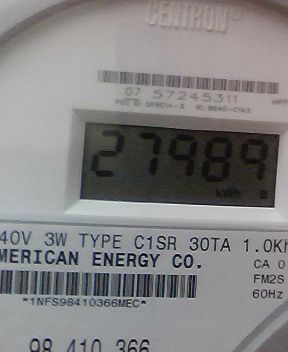 CENTRON®
07 57245311
27989
kWh
40V 3W TYPE C1SR 30TA 1.0Kh
MERICAN ENERGY CO.
CA 0
FM2S
60Hz
*1NFS98410366MEC*
98 410 366